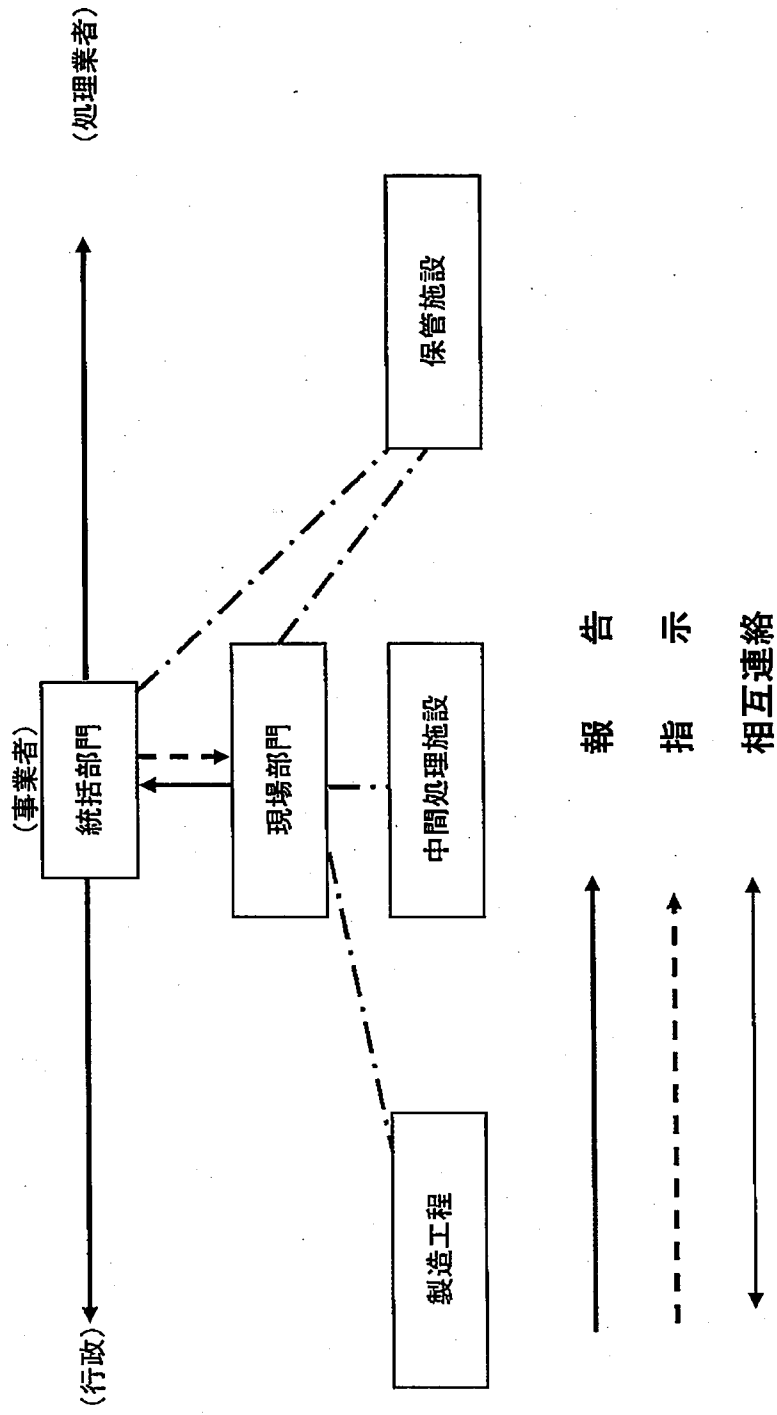 (事業者)
(行政)
統括部門
(処理業者)
現場部門
製造工程
中間処理施設
保管施設
報告
指示
相互連絡